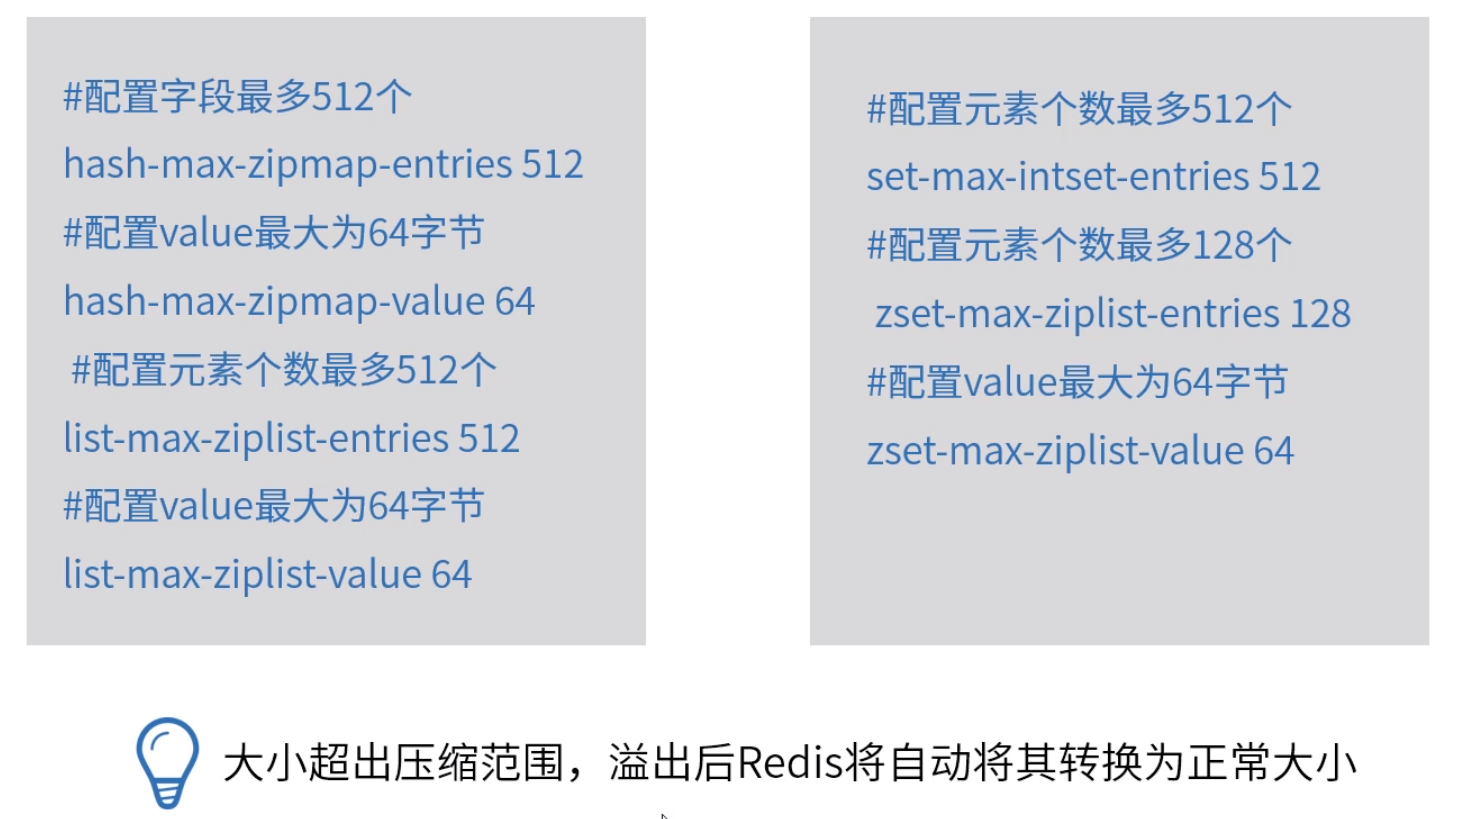 #配置字段最多512个
hash-max-zipmap-entries 512
#配置value最大为64字节
hash-max-zipmap-value 64
#配置元素个数最多512个
list-max-ziplist-entries 512
#配置value最大为64字节
list-max-ziplist-value 64
#配置元素个数最多512个
set-max-intset-entries 512
#配置元素个数最多128个
zset-max-ziplist-entries 128
#配置value最大为64字节
zset-max-ziplist-value 64
大小超出压缩范围，溢出后Redis将自动将其转换为正常大小